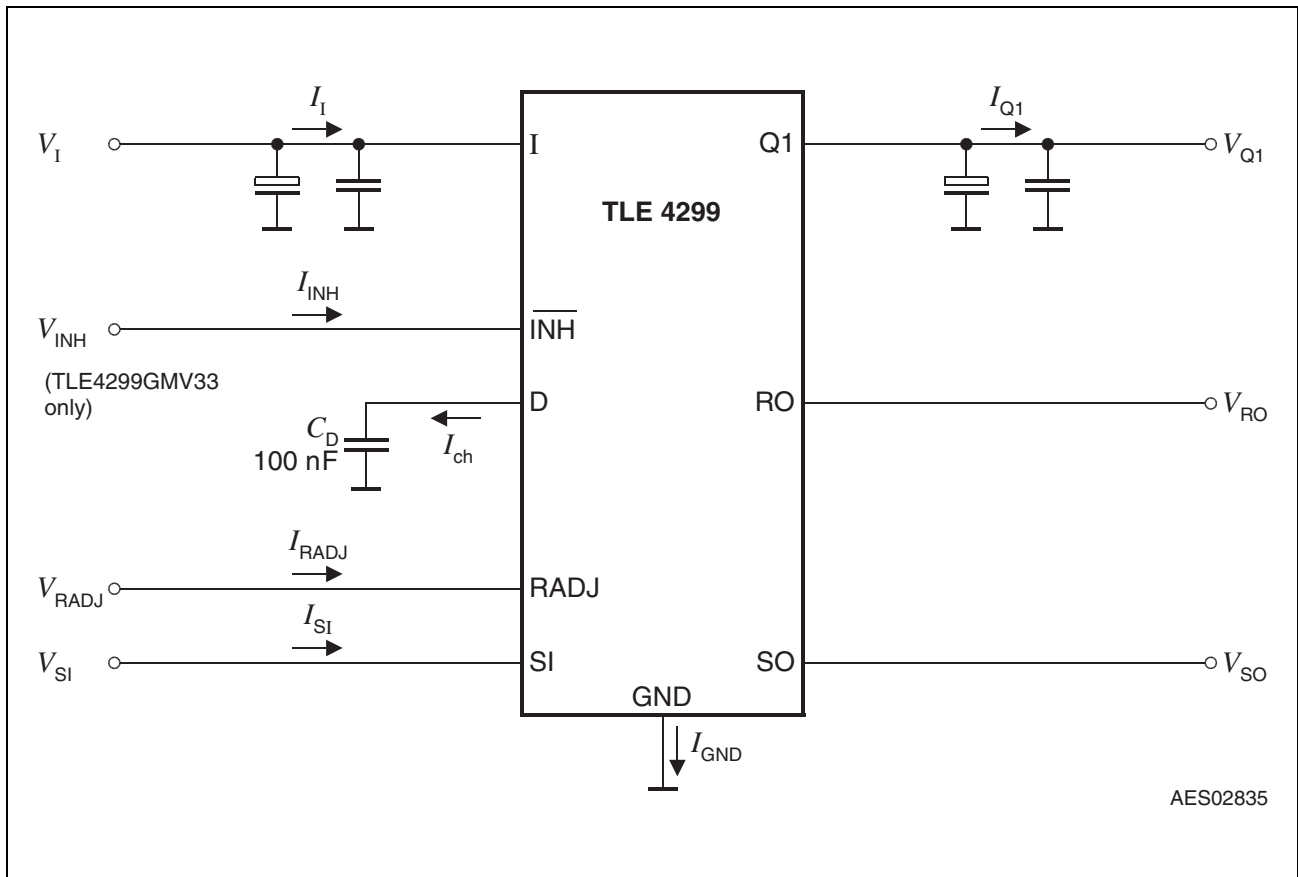 I_I
I_Q1
V_I
I
Q1
V_Q1
TLE 4299
I_INH
V_INH
I̅N̅H̅
(TLE4299GMV33
only)
D
RO
V_RO
C_D
100 nF
I_ch
I_RADJ
V_RADJ
RADJ
I_SI
V_SI
SI
SO
V_SO
GND
I_GND
AES02835